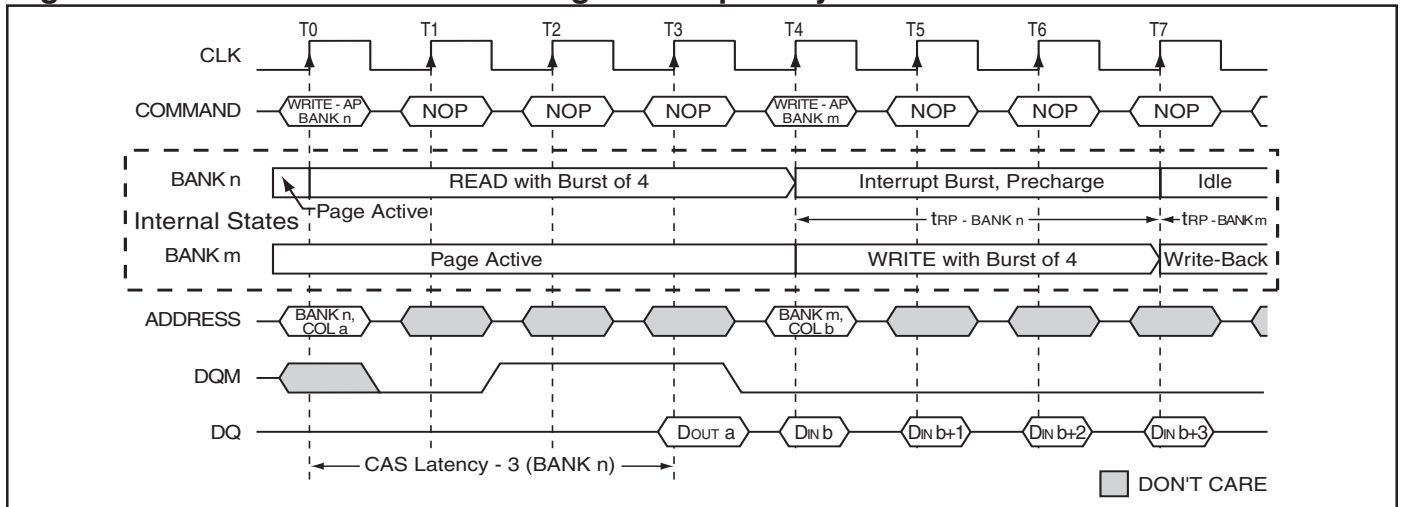 T0 T1 T2 T3 T4 T5 T6 T7
CLK
COMMAND WRITE - AP BANK n NOP NOP NOP WRITE - AP BANK m NOP NOP NOP
BANK n READ with Burst of 4 Interrupt Burst, Precharge Idle
Internal States Page Active tRP - BANK n tRP - BANK m
BANK m Page Active WRITE with Burst of 4 Write-Back
ADDRESS BANK n, COL a BANK m, COL b
DQM
DQ DOUT a DIN b DIN b+1 DIN b+2 DIN b+3
CAS Latency - 3 (BANK n)
DON'T CARE